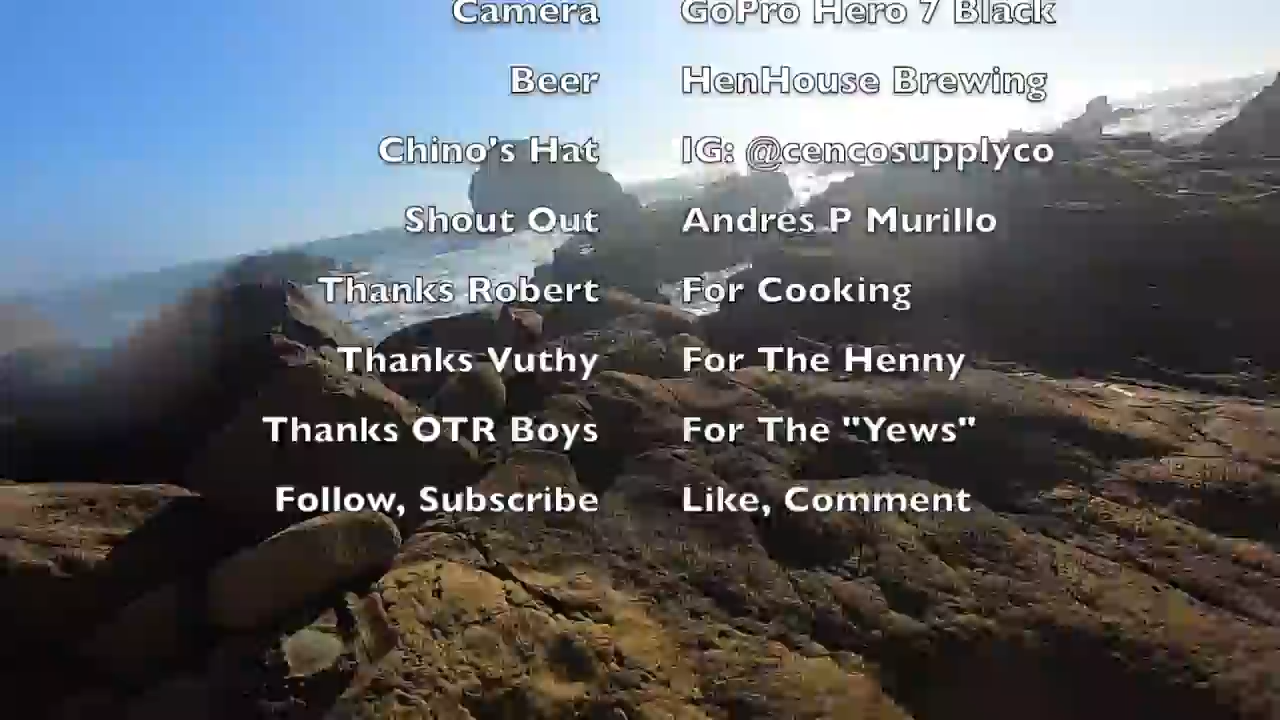 Camera GoPro Hero 7 Black
Beer HenHouse Brewing
Chino's Hat IG: @cencosupplyco
Shout Out Andres P Murillo
Thanks Robert For Cooking
Thanks Vuthy For The Henny
Thanks OTR Boys For The "Yews"
Follow, Subscribe Like, Comment